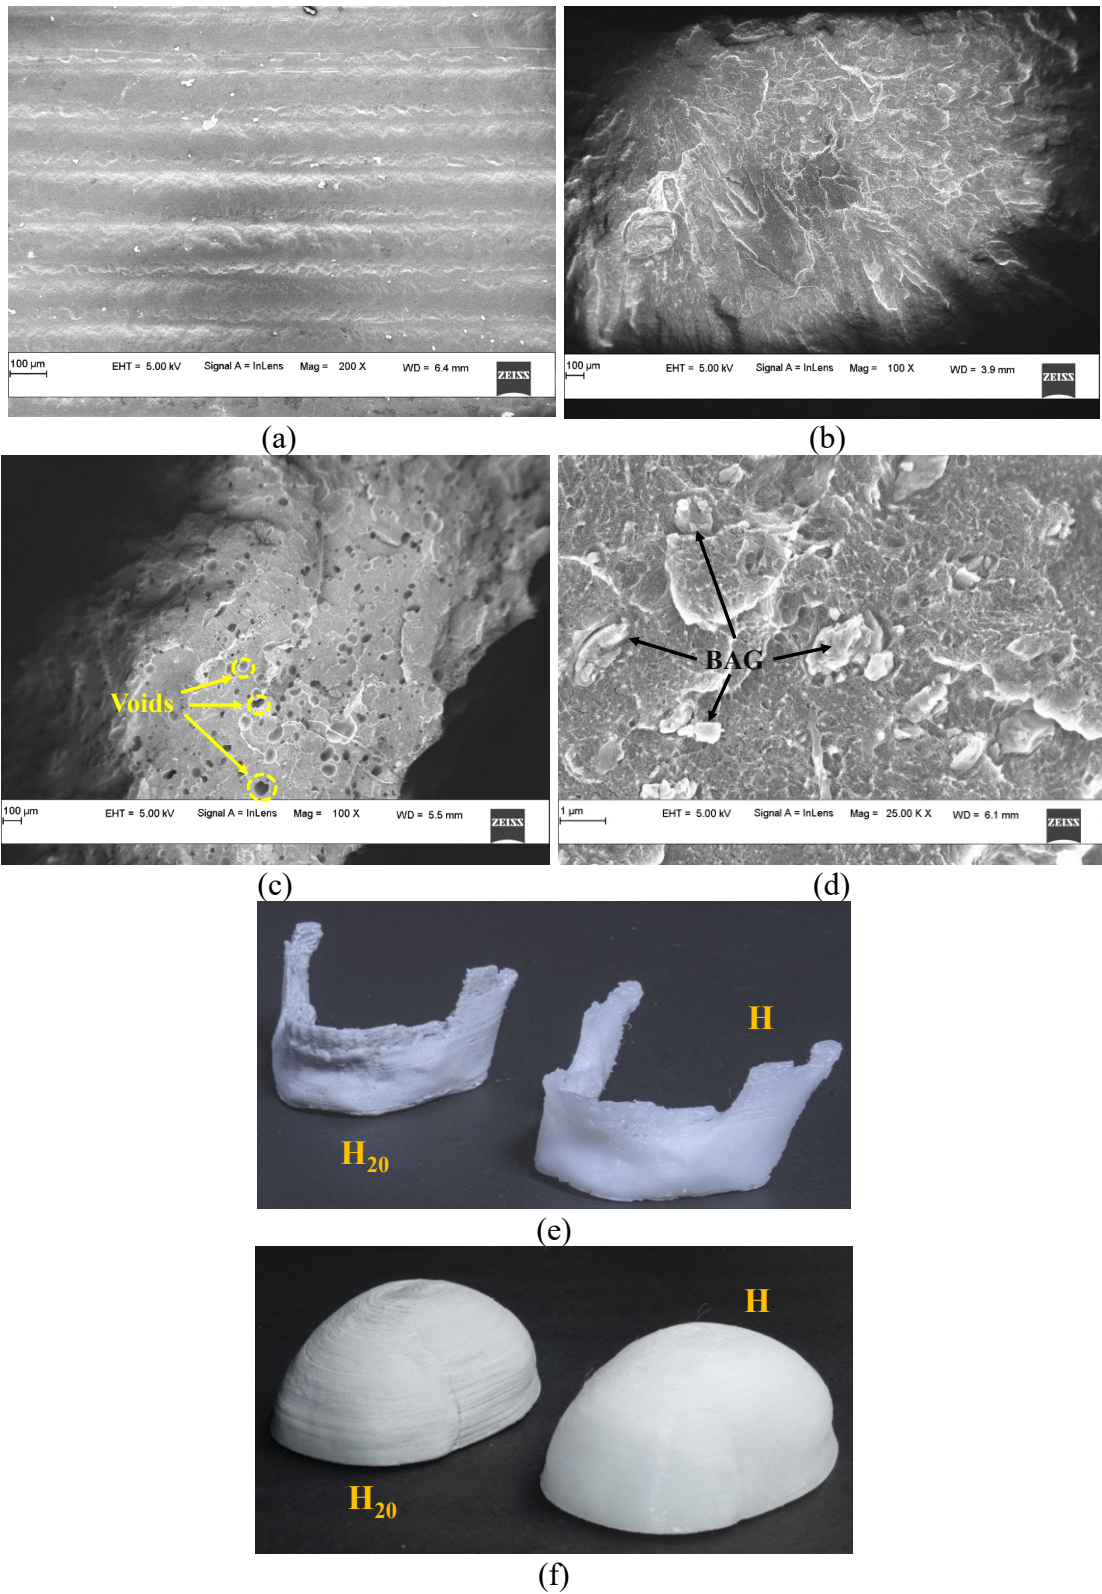 100 µm
EHT = 5.00 kV Signal A = InLens Mag = 200 X WD = 6.4 mm
ZEISS
100 µm
EHT = 5.00 kV Signal A = InLens Mag = 100 X WD = 3.9 mm
ZEISS
(a)
(b)
Voids
100 µm
EHT = 5.00 kV Signal A = InLens Mag = 100 X WD = 5.5 mm
ZEISS
BAG
1 µm
EHT = 5.00 kV Signal A = InLens Mag = 25.00 K X WD = 6.1 mm
ZEISS
(c)
(d)
H
H₂₀
(e)
H
H₂₀
(f)